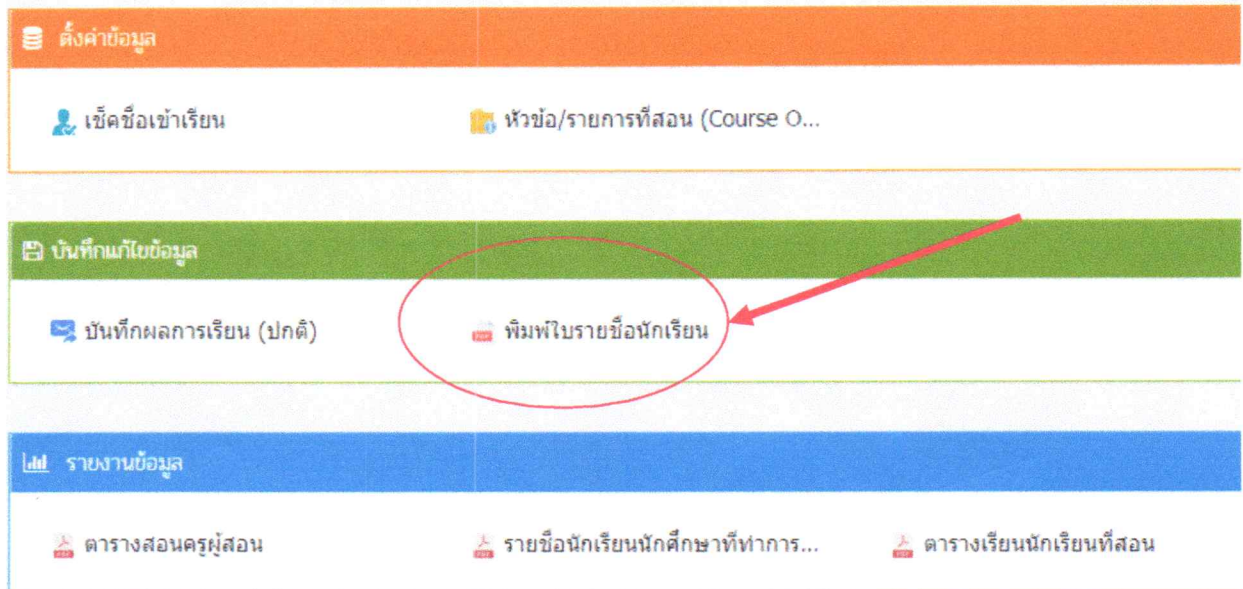 ตั้งค่าข้อมูล
เช็คชื่อเข้าเรียน
หัวข้อ/รายการที่สอน (Course O...
บันทึกแก้ไขข้อมูล
บันทึกผลการเรียน (ปกติ)
พิมพ์ใบรายชื่อนักเรียน
รายงานข้อมูล
ตารางสอนครูผู้สอน
รายชื่อนักเรียนนักศึกษาที่ทำการ...
ตารางเรียนนักเรียนที่สอน